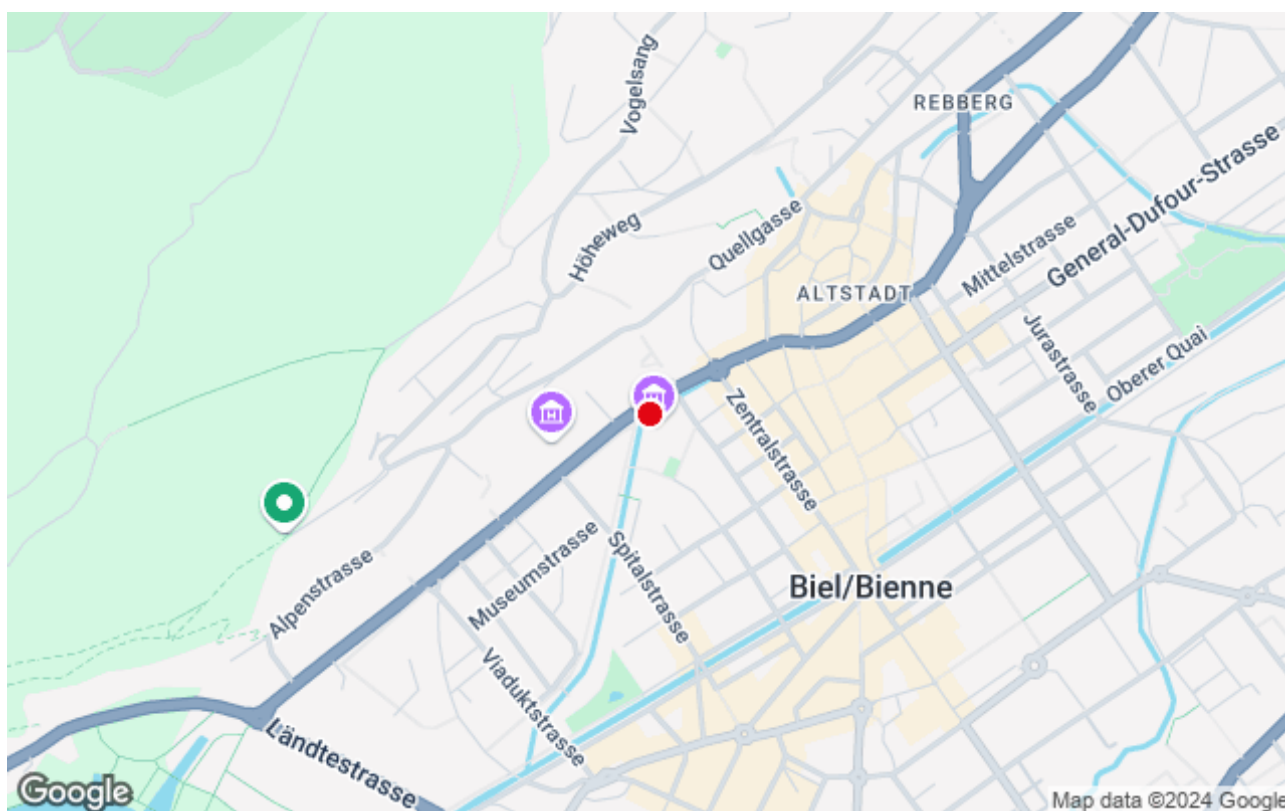 Vogelsang
REBBERG
General-Dufour-Strasse
Höheweg
Quellgasse
Mittelstrasse
ALTSTADT
Jurastrasse
Oberer Quai
Zentralstrasse
Museumstrasse
Spitalstrasse
Alpenstrasse
Biel/Bienne
Viaduktstrasse
Ländtestrasse
Google
Map data ©2024 Google